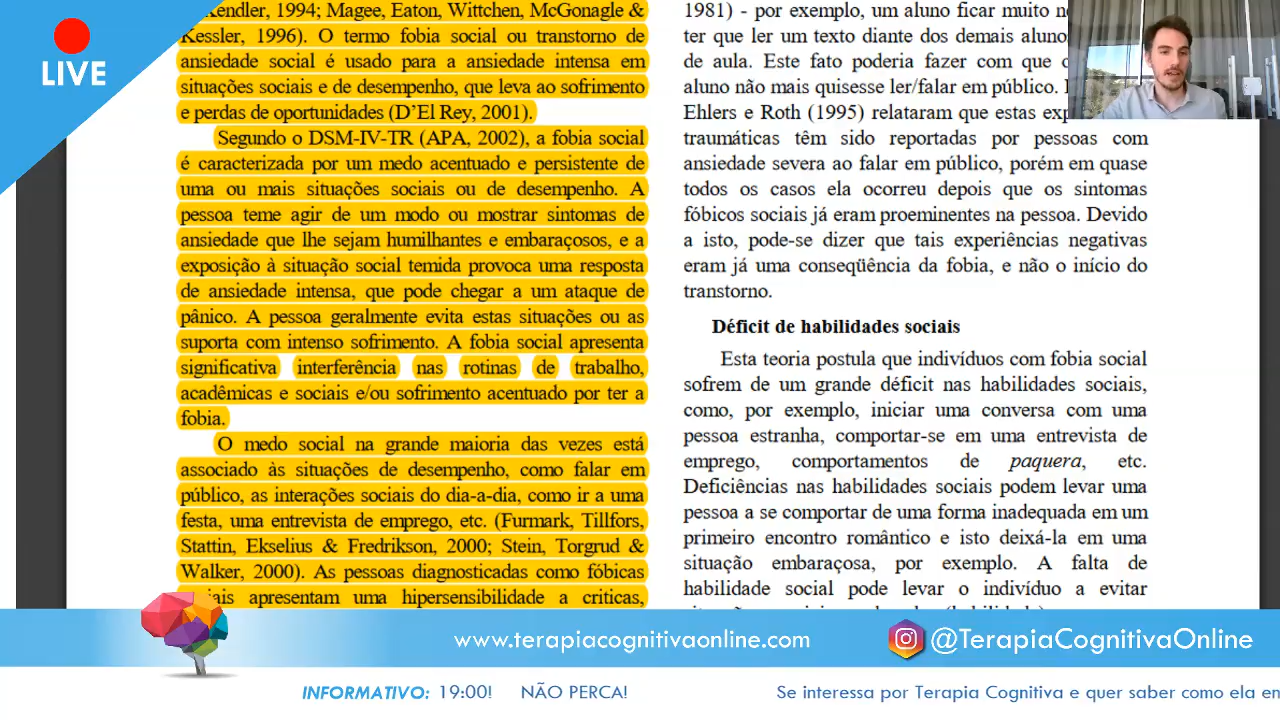 LIVE
Kendler, 1994; Magee, Eaton, Wittchen, McGonagle &
Kessler, 1996). O termo fobia social ou transtorno de
ansiedade social é usado para a ansiedade intensa em
situações sociais e de desempenho, que leva ao sofrimento
e perdas de oportunidades (D’El Rey, 2001).
Segundo o DSM-IV-TR (APA, 2002), a fobia social
é caracterizada por um medo acentuado e persistente de
uma ou mais situações sociais ou de desempenho. A
pessoa teme agir de um modo ou mostrar sintomas de
ansiedade que lhe sejam humilhantes e embaraçosos, e a
exposição à situação social temida provoca uma resposta
de ansiedade intensa, que pode chegar a um ataque de
pânico. A pessoa geralmente evita estas situações ou as
suporta com intenso sofrimento. A fobia social apresenta
significativa interferência nas rotinas de trabalho,
acadêmicas e sociais e/ou sofrimento acentuado por ter a
fobia.
O medo social na grande maioria das vezes está
associado às situações de desempenho, como falar em
público, as interações sociais do dia-a-dia, como ir a uma
festa, uma entrevista de emprego, etc. (Furmark, Tillfors,
Stattin, Ekselius & Fredrikson, 2000; Stein, Torgrud &
Walker, 2000). As pessoas diagnosticadas como fóbicas
apresentam uma hipersensibilidade a criticas,
1981) - por exemplo, um aluno ficar muito
ter que ler um texto diante dos demais
de aula. Este fato poderia fazer com que
aluno não mais quisesse ler/falar em público.
Ehlers e Roth (1995) relataram que estas
traumáticas têm sido reportadas por pessoas com
ansiedade severa ao falar em público, porém em quase
todos os casos ela ocorreu depois que os sintomas
fóbicos sociais já eram proeminentes na pessoa. Devido
a isto, pode-se dizer que tais experiências negativas
eram já uma conseqüência da fobia, e não o início do
transtorno.
Déficit de habilidades sociais
Esta teoria postula que indivíduos com fobia social
sofrem de um grande déficit nas habilidades sociais,
como, por exemplo, iniciar uma conversa com uma
pessoa estranha, comportar-se em uma entrevista de
emprego, comportamentos de paquera, etc.
Deficiências nas habilidades sociais podem levar uma
pessoa a se comportar de uma forma inadequada em um
primeiro encontro romântico e isto deixá-la em uma
situação embaraçosa, por exemplo. A falta de
habilidade social pode levar o indivíduo a evitar
www.terapiacognitivaonline.com
@TerapiaCognitivaOnline
INFORMATIVO: 19:00! NÃO PERCA! Se interessa por Terapia Cognitiva e quer saber como ela en